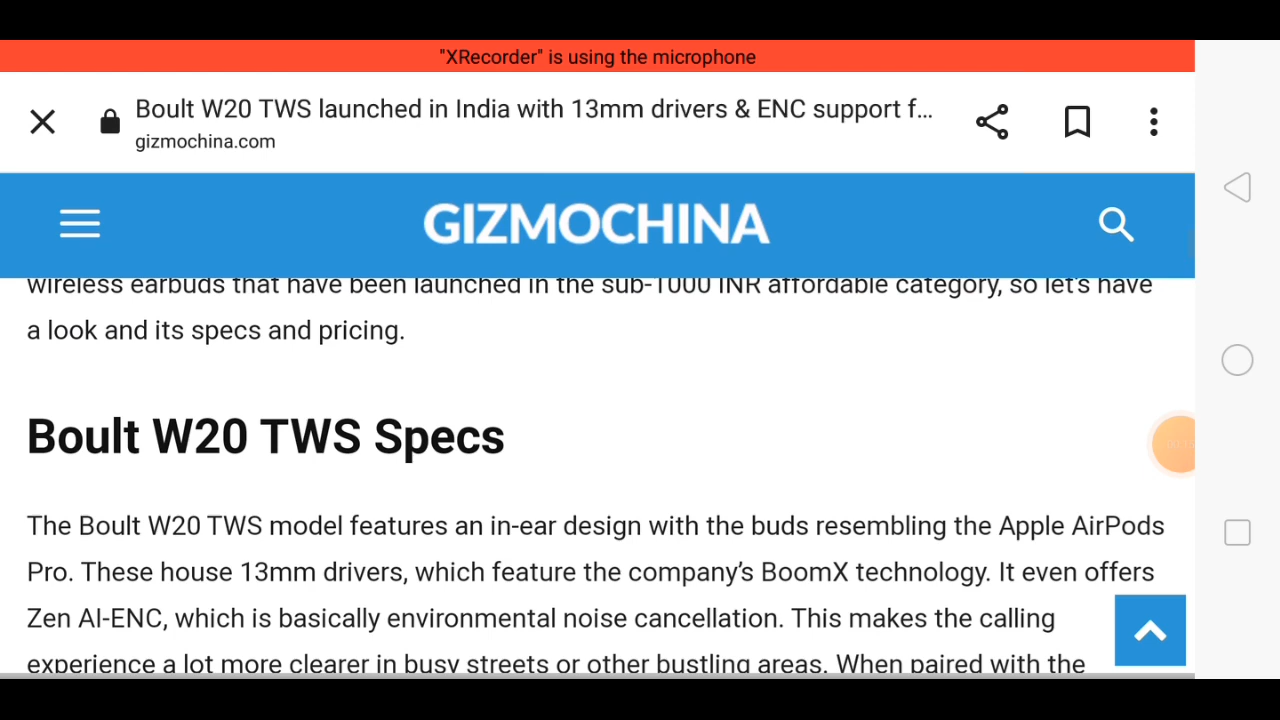 "XRecorder" is using the microphone
Boult W20 TWS launched in India with 13mm drivers & ENC support f...
gizmochina.com
GIZMOCHINA
wireless earbuds that have been launched in the sub-1000 INR affordable category, so let's have
a look and its specs and pricing.
Boult W20 TWS Specs
The Boult W20 TWS model features an in-ear design with the buds resembling the Apple AirPods
Pro. These house 13mm drivers, which feature the company's BoomX technology. It even offers
Zen AI-ENC, which is basically environmental noise cancellation. This makes the calling
experience a lot more clearer in busy streets or other bustling areas. When paired with the